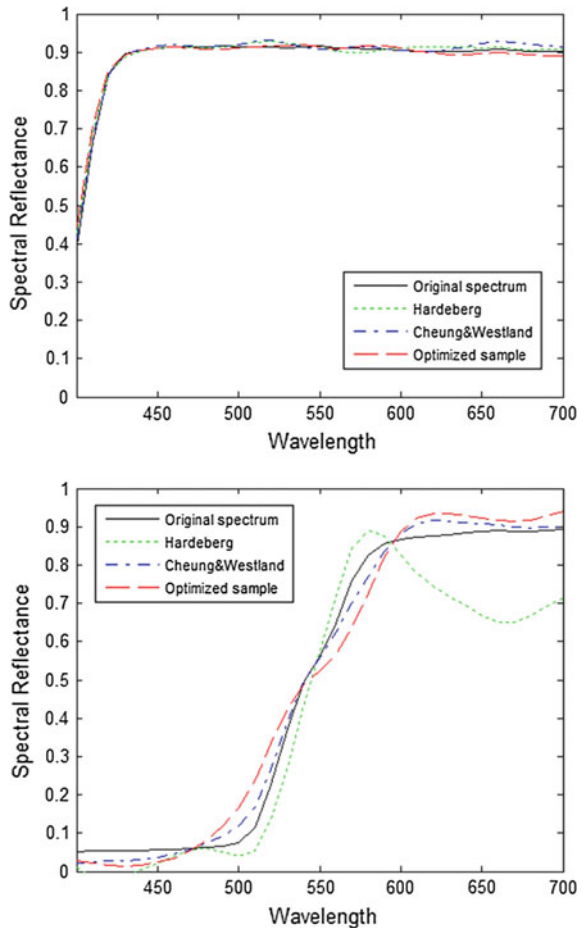 1
0.9
0.8
0.7
0.6
0.5
0.4
0.3
0.2
0.1
0
Spectral Reflectance
Original spectrum
Hardeberg
Cheung&Westland
Optimized sample
450 500 550 600 650 700
Wavelength
1
0.9
0.8
0.7
0.6
0.5
0.4
0.3
0.2
0.1
0
Spectral Reflectance
Original spectrum
Hardeberg
Cheung&Westland
Optimized sample
450 500 550 600 650 700
Wavelength